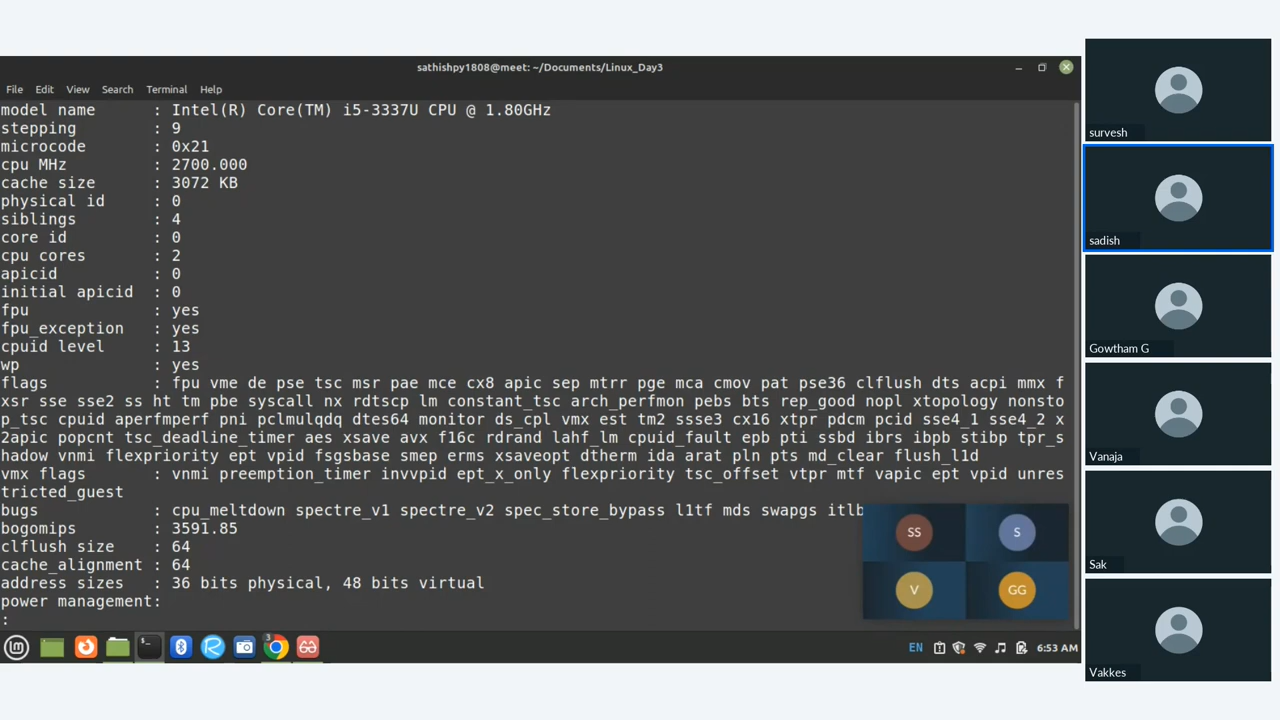 sathishpy1808@meet: ~/Documents/Linux_Day3
File Edit View Search Terminal Help
model name : Intel(R) Core(TM) i5-3337U CPU @ 1.80GHz
stepping : 9
microcode : 0x21
cpu MHz : 2700.000
cache size : 3072 KB
physical id : 0
siblings : 4
core id : 0
cpu cores : 2
apicid : 0
initial apicid : 0
fpu : yes
fpu_exception : yes
cpuid level : 13
wp : yes
flags : fpu vme de pse tsc msr pae mce cx8 apic sep mtrr pge mca cmov pat pse36 clflush dts acpi mmx f
xsr sse sse2 ss ht tm pbe syscall nx rdtscp lm constant_tsc arch_perfmon pebs bts rep_good nopl xtopology nonsto
p_tsc cpuid aperfmperf pni pclmulqdq dtes64 monitor ds_cpl vmx est tm2 ssse3 cx16 xtpr pdcm pcid sse4_1 sse4_2 x
2apic popcnt tsc_deadline_timer aes xsave avx f16c rdrand lahf_lm cpuid_fault epb pti ssbd ibrs ibpb stibp tpr_s
hadow vnmi flexpriority ept vpid fsgsbase smep erms xsaveopt dtherm ida arat pln pts md_clear flush_l1d
vmx flags : vnmi preemption_timer invvpid ept_x_only flexpriority tsc_offset vtpr mtf vapic ept vpid unres
tricted_guest
bugs : cpu_meltdown spectre_v1 spectre_v2 spec_store_bypass l1tf mds swapgs itlb
bogomips : 3591.85
clflush size : 64
cache_alignment : 64
address sizes : 36 bits physical, 48 bits virtual
power management:
:
SS
S
V
GG
3
EN
6:53 AM
survesh
sadish
Gowtham G
Vanaja
Sak
Vakkes